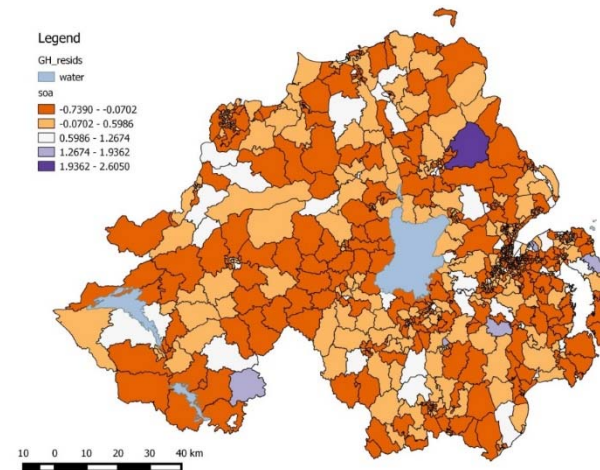 Legend
GH_resids
water
soa
-0.7390 - -0.0702
-0.0702 - 0.5986
0.5986 - 1.2674
1.2674 - 1.9362
1.9362 - 2.6050
10 0 10 20 30 40 km